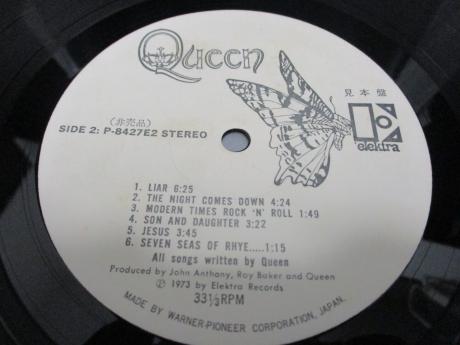 Queen
見本盤
(非売品)
SIDE 2: P-8427E2 STEREO
elektra
1. LIAR 6:25
2. THE NIGHT COMES DOWN 4:24
3. MODERN TIMES ROCK 'N' ROLL 1:49
4. SON AND DAUGHTER 3:22
5. JESUS 3:45
6. SEVEN SEAS OF RHYE.....1:15
All songs written by Queen
Produced by John Anthony, Roy Baker and Queen
Ⓟ 1973 by Elektra Records
33⅓RPM
MADE BY WARNER-PIONEER CORPORATION, JAPAN.